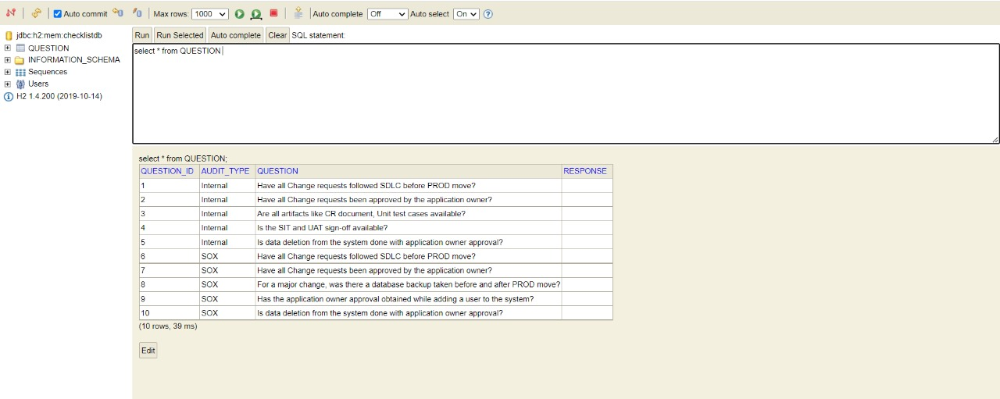 Auto commit Max rows: 1000 Auto complete Off Auto select On ?
jdbc:h2:mem:checklistdb
QUESTION
INFORMATION_SCHEMA
Sequences
Users
H2 1.4.200 (2019-10-14)
Run Run Selected Auto complete Clear SQL statement:
select * from QUESTION
select * from QUESTION;
QUESTION_ID AUDIT_TYPE QUESTION RESPONSE
1 Internal Have all Change requests followed SDLC before PROD move?
2 Internal Have all Change requests been approved by the application owner?
3 Internal Are all artifacts like CR document, Unit test cases available?
4 Internal Is the SIT and UAT sign-off available?
5 Internal Is data deletion from the system done with application owner approval?
6 SOX Have all Change requests followed SDLC before PROD move?
7 SOX Have all Change requests been approved by the application owner?
8 SOX For a major change, was there a database backup taken before and after PROD move?
9 SOX Has the application owner approval obtained while adding a user to the system?
10 SOX Is data deletion from the system done with application owner approval?
(10 rows, 39 ms)
Edit